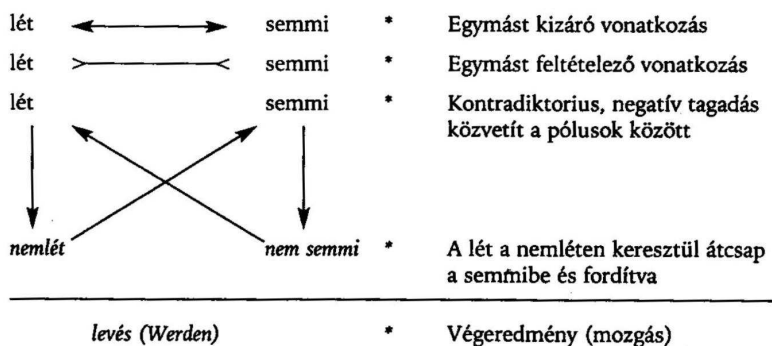 lét semmi * Egymást kizáró vonatkozás
lét semmi * Egymást feltételező vonatkozás
lét semmi * Kontradiktorius, negatív tagadás
közvetít a pólusok között
nemlét nem semmi * A lét a nemléten keresztül átcsap
a semmibe és fordítva
levés (Werden) * Végeredmény (mozgás)